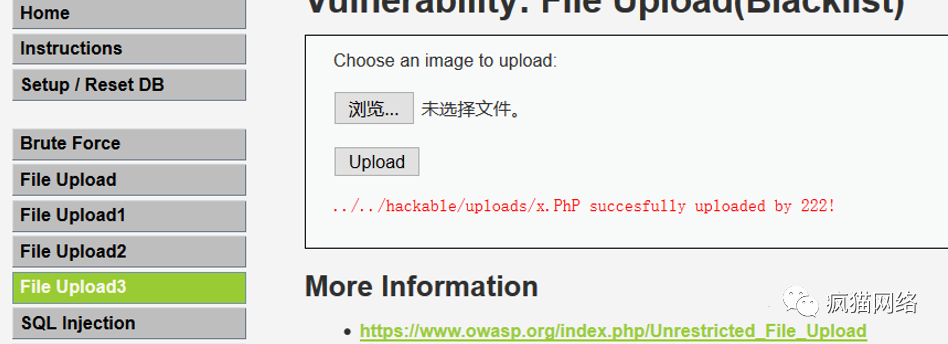 Home
Instructions
Setup / Reset DB
Brute Force
File Upload
File Upload1
File Upload2
File Upload3
SQL Injection
Vulnerability: File Upload(Blacklist)
Choose an image to upload:
浏览... 未选择文件。
Upload
../../hackable/uploads/x.PhP succesfully uploaded by 222!
More Information
https://www.owasp.org/index.php/Unrestricted_File_Upload
疯猫网络